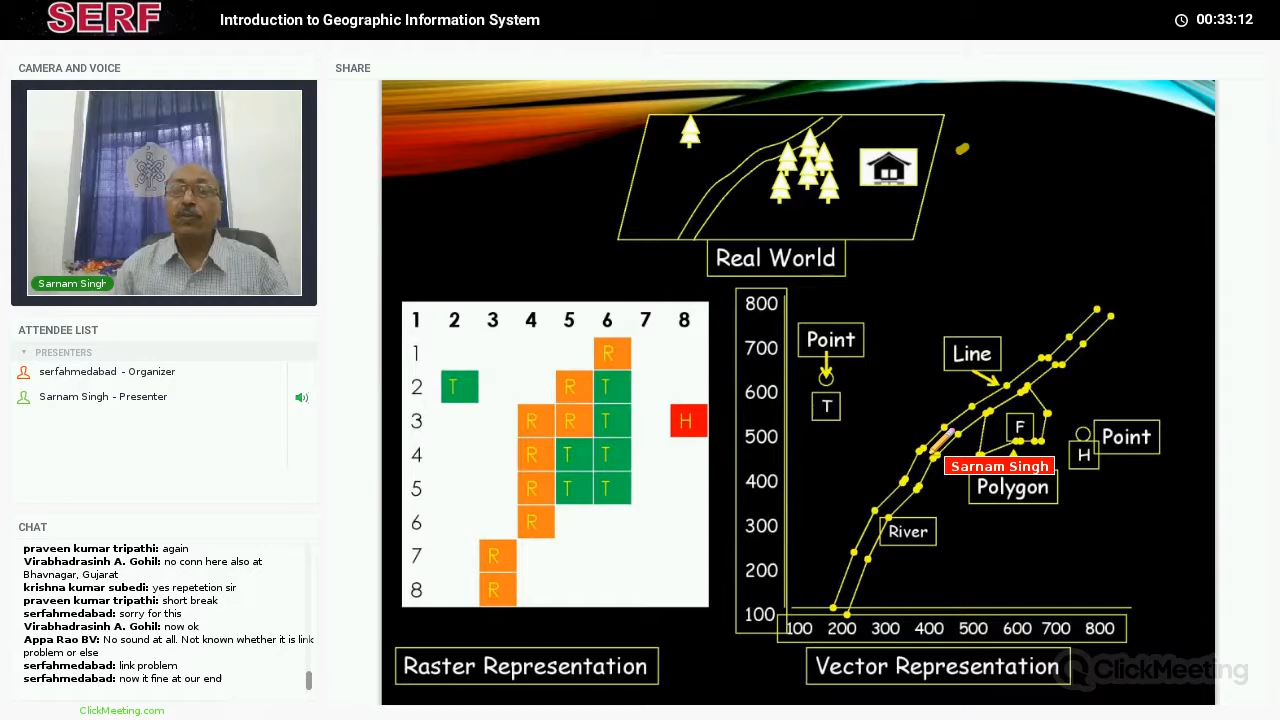 SERF
Introduction to Geographic Information System
00:33:12
CAMERA AND VOICE
Sarnam Singh
ATTENDEE LIST
PRESENTERS
serfahmedabad - Organizer
Sarnam Singh - Presenter
CHAT
praveen kumar tripathi: again
Virabhadrasinh A. Gohil: no conn here also at
Bhavnagar, Gujarat
krishna kumar subedi: yes repetetion sir
praveen kumar tripathi: short break
serfahmedabad: sorry for this
Virabhadrasinh A. Gohil: now ok
Appa Rao BV: No sound at all. Not known whether it is link
problem or else
serfahmedabad: link problem
serfahmedabad: now it fine at our end
ClickMeeting.com
SHARE
Real World
1 2 3 4 5 6 7 8
1 R
2 T R T
3 R R T H
4 R T T
5 R T T
6 R
7 R
8 R
Raster Representation
800
700
600
500
400
300
200
100
Point
T
Line
F
Point
H
Sarnam Singh
Polygon
River
100 200 300 400 500 600 700 800
Vector Representation
ClickMeeting